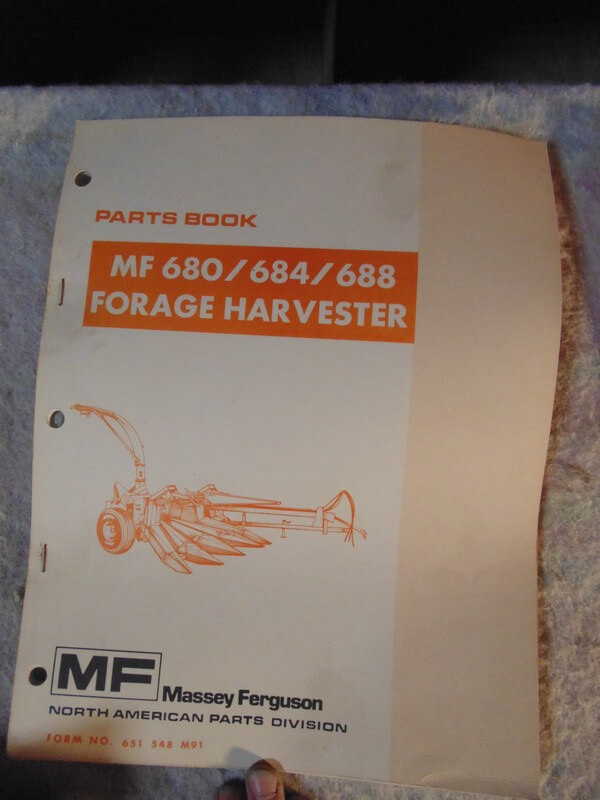 PARTS BOOK
MF 680/684/688
FORAGE HARVESTER
MF
Massey Ferguson
NORTH AMERICAN PARTS DIVISION
FORM NO. 651 548 M91